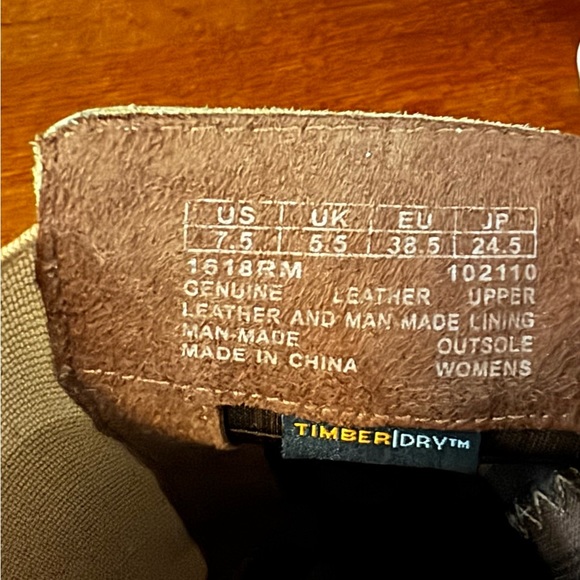 US UK EU JP
7.5 5.5 38.5 24.5
1618RM 102110
GENUINE LEATHER UPPER
LEATHER AND MAN MADE LINING
MAN-MADE OUTSOLE
MADE IN CHINA WOMENS
TIMBER|DRY™